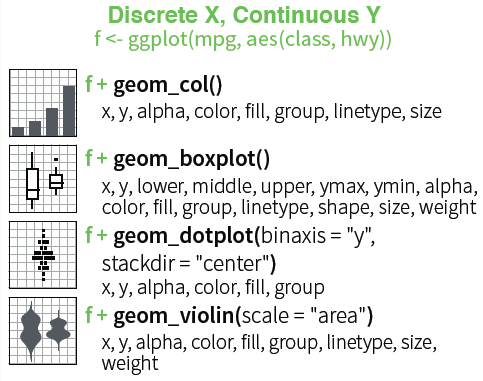 Discrete X, Continuous Y
f <- ggplot(mpg, aes(class, hwy))
f + geom_col()
x, y, alpha, color, fill, group, linetype, size
f + geom_boxplot()
x, y, lower, middle, upper, ymax, ymin, alpha,
color, fill, group, linetype, shape, size, weight
f + geom_dotplot(binaxis = "y",
stackdir = "center")
x, y, alpha, color, fill, group
f + geom_violin(scale = "area")
x, y, alpha, color, fill, group, linetype, size,
weight